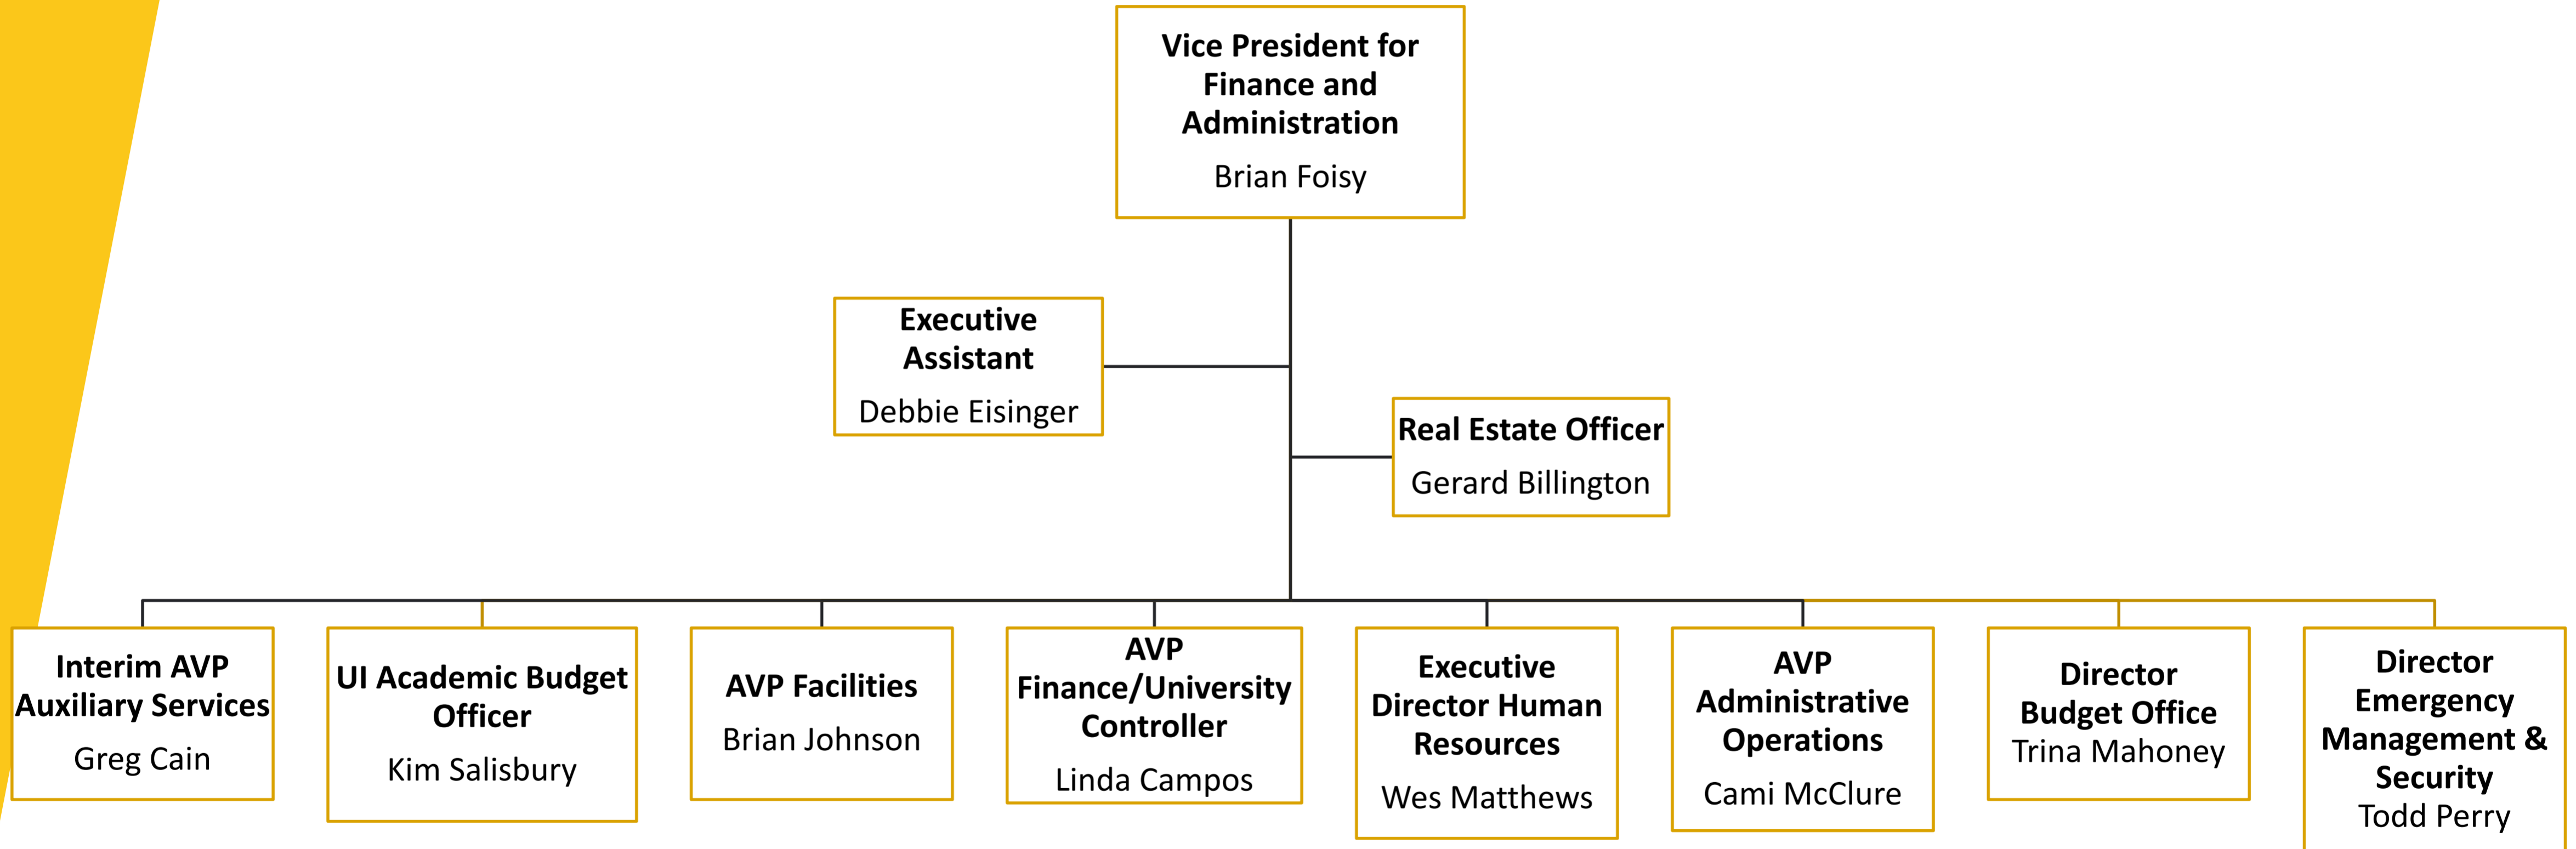 Vice President for
Finance and
Administration
Brian Foisy
Executive
Assistant
Debbie Eisinger
Real Estate Officer
Gerard Billington
Interim AVP
Auxiliary Services
Greg Cain
UI Academic Budget
Officer
Kim Salisbury
AVP Facilities
Brian Johnson
AVP
Finance/University
Controller
Linda Campos
Executive
Director Human
Resources
Wes Matthews
AVP
Administrative
Operations
Cami McClure
Director
Budget Office
Trina Mahoney
Director
Emergency
Management &
Security
Todd Perry